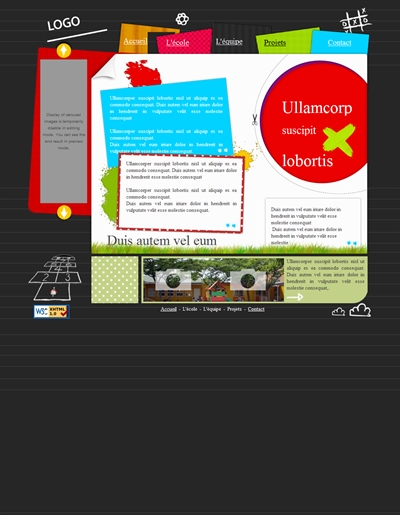 LOGO
Accueil
L'école
L'équipe
Projets
Contact
Display of carousel
images is temporarily
disable in editing
mode. You can see the
end result in preview
mode.
Ullamcorper suscipit lobortis nisl ut aliquip ex ea
commodo consequat. Duis autem vel eum iriure dolor
in hendrerit in vulputate velit esse molestie
consequat
Ullamcorper suscipit lobortis nisl ut aliquip ex ea
commodo consequat.
Duis autem vel eum iriure dolor in hendrerit in
vulputate velit esse molestie consequat
Ullamcorper suscipit lobortis nisl ut aliquip ex ea
commodo consequat. Duis autem vel eum iriure dolor
in hendrerit esse molestie consequat
Ullamcorper suscipit lobortis nisl ut aliquip ex ea
commodo consequat.
Duis autem vel eum iriure dolor in hendrerit in
vulputate velit esse molestie consequat.
Ullamcorp
suscipit
lobortis
Duis autem vel eum iriure dolor in
hendrerit in vulputate velit esse
molestie consequat.
Duis autem vel eum iriure dolor in
hendrerit in vulputate velit esse
molestie
Duis autem vel eum
Ullamcorper suscipit lobortis nisl ut
aliquip ex ea commodo consequat.
Duis autem vel eum iriure dolor in
hendrerit in vulputate velit esse
molestie consequat.
Accueil - L'école - L'équipe - Projets - Contact
W3C XHTML 1.0